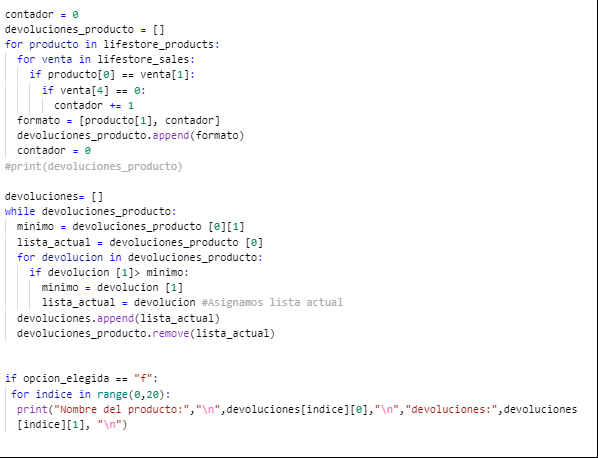 contador = 0
devoluciones_producto = []
for producto in lifestore_products:
  for venta in lifestore_sales:
    if producto[0] == venta[1]:
      if venta[4] == 0:
        contador += 1
  formato = [producto[1], contador]
  devoluciones_producto.append(formato)
  contador = 0
#print(devoluciones_producto)

devoluciones= []
while devoluciones_producto:
  minimo = devoluciones_producto [0][1]
  lista_actual = devoluciones_producto [0]
  for devolucion in devoluciones_producto:
    if devolucion [1]> minimo:
      minimo = devolucion [1]
      lista_actual = devolucion #Asignamos lista actual
  devoluciones.append(lista_actual)
  devoluciones_producto.remove(lista_actual)

if opcion_elegida == "f":
 for indice in range(0,20):
  print("Nombre del producto:","\n",devoluciones[indice][0],"\n","devoluciones:",devoluciones
  [indice][1], "\n")